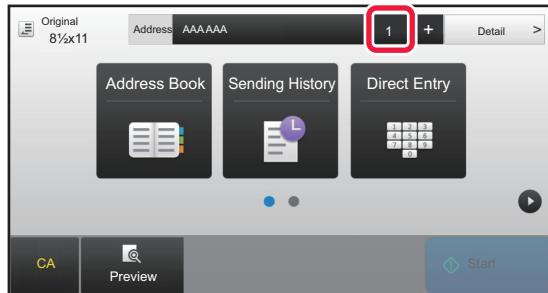 Original
8½x11
Address AAA AAA 1 + Detail >
Address Book Sending History Direct Entry
1 2 3
4 5 6
7 8 9
0
CA
Preview
Start